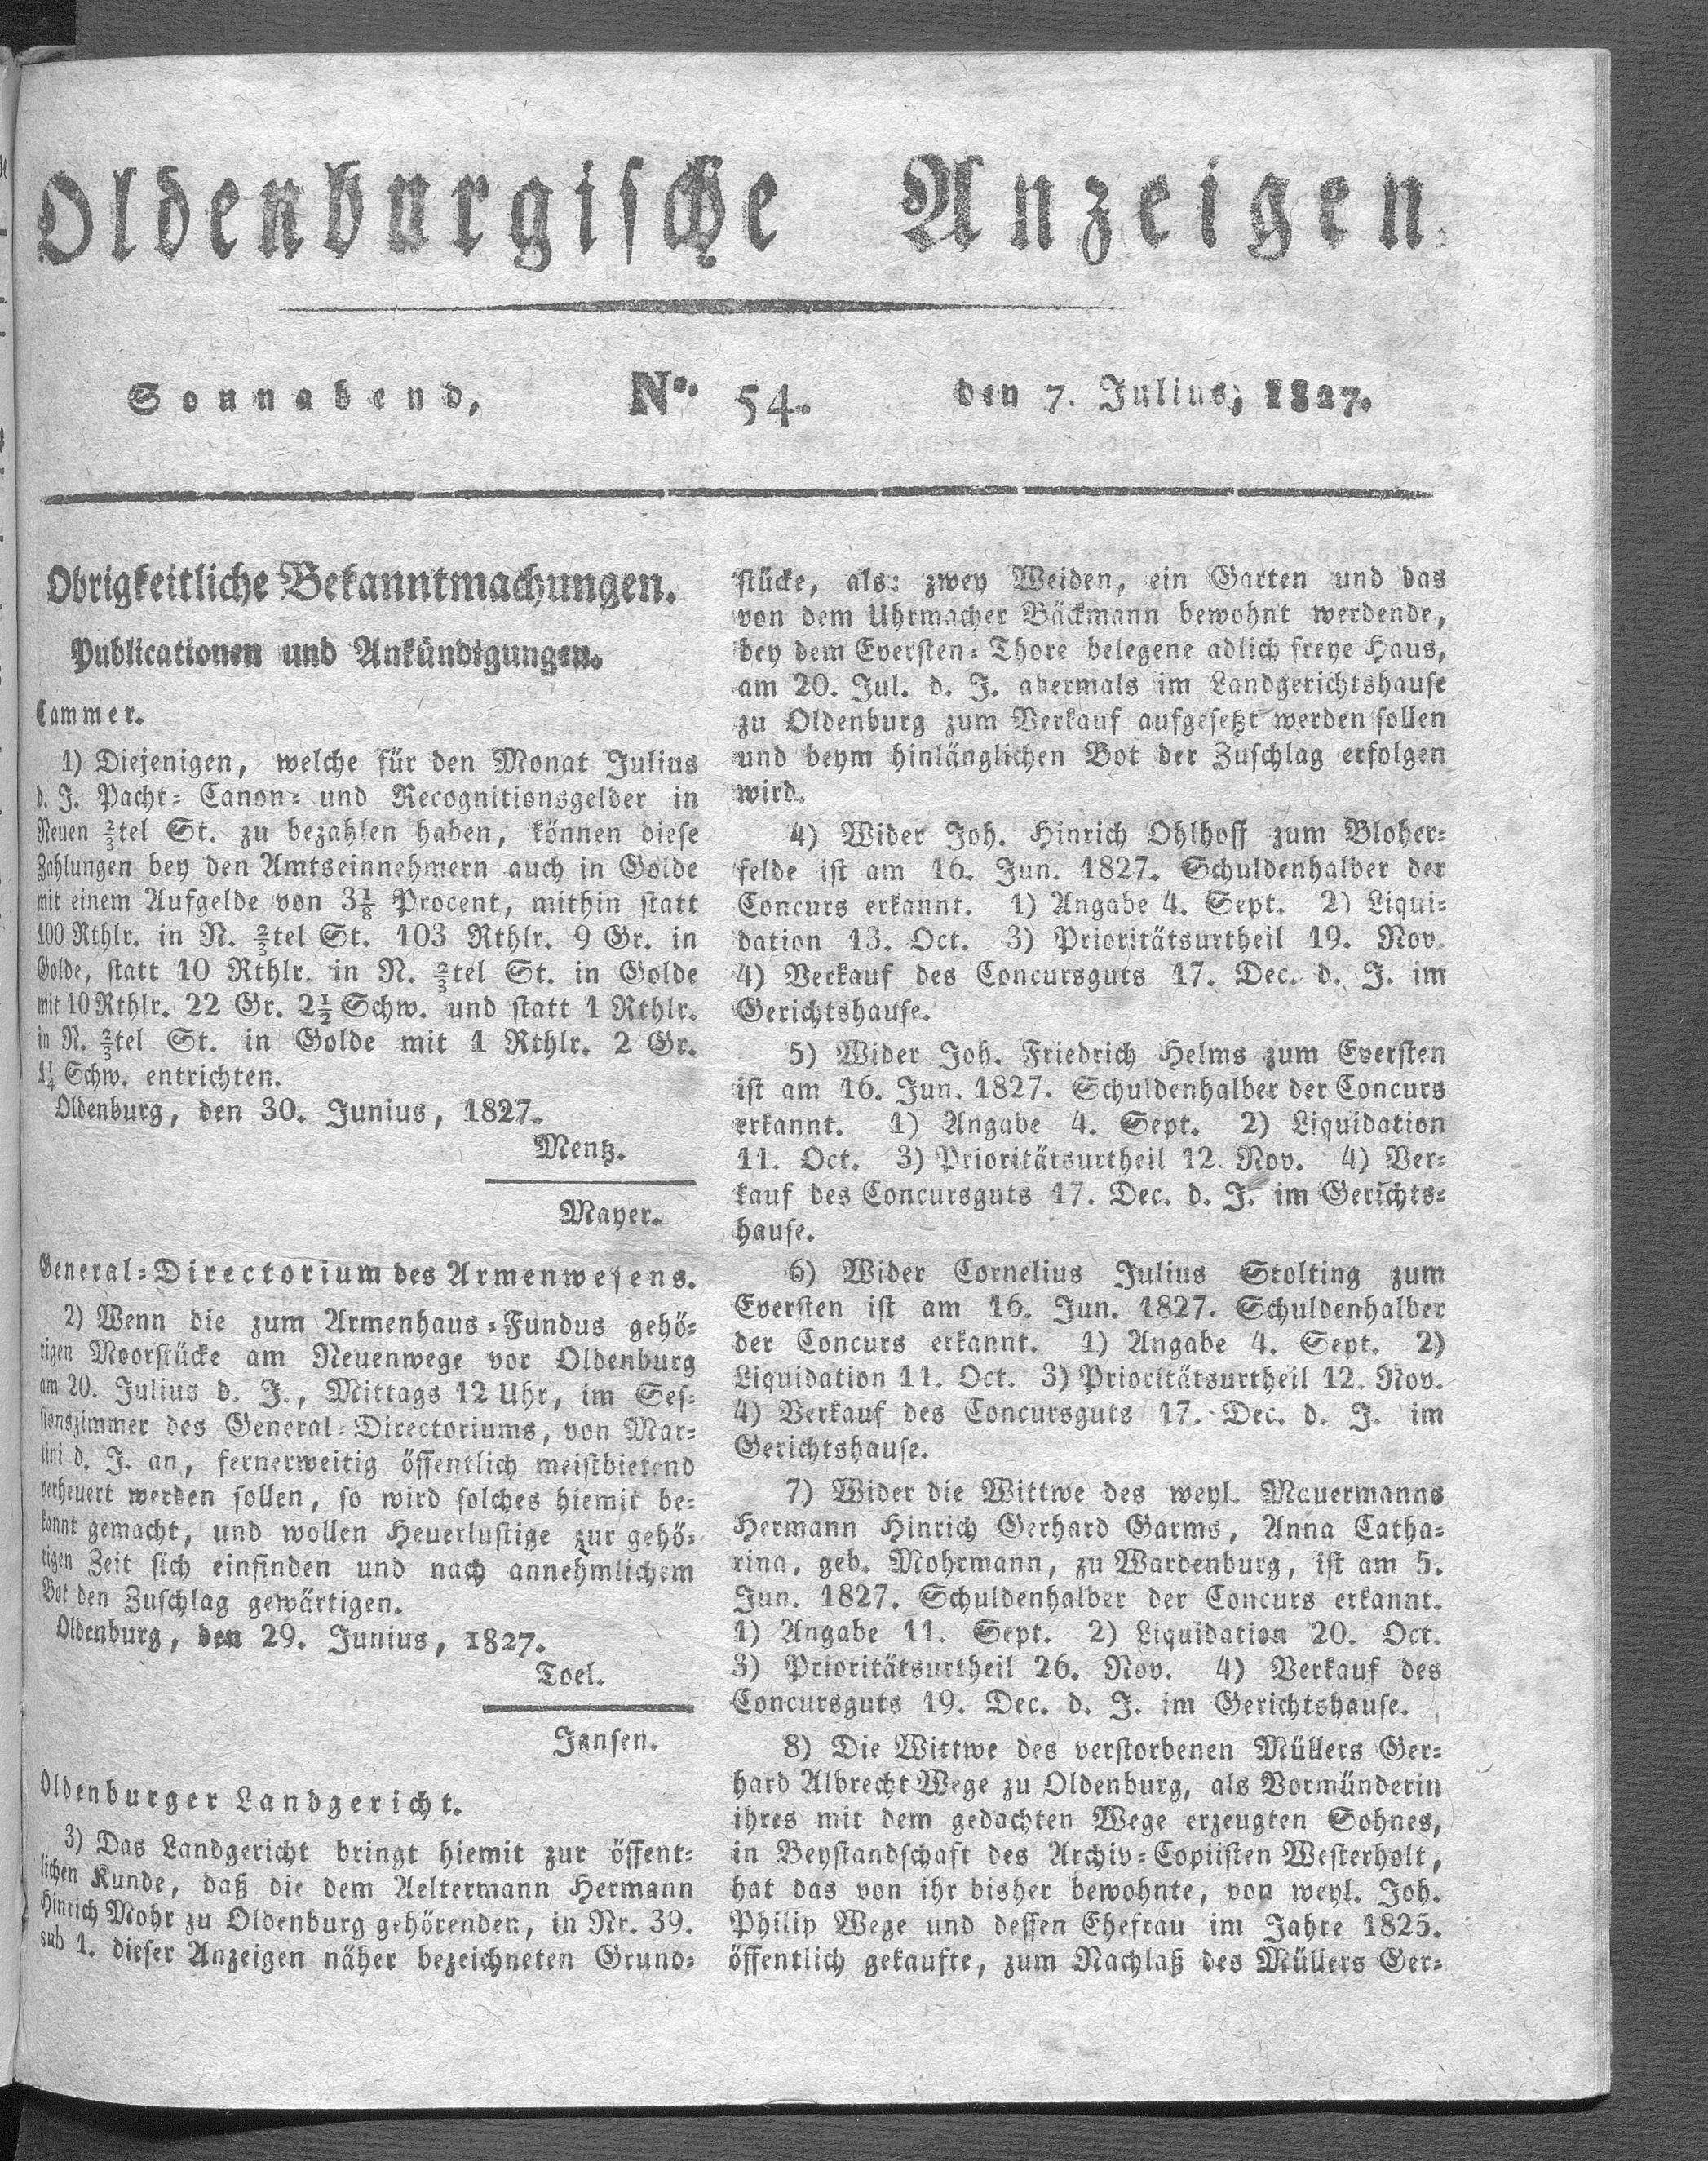 Oldenburgische Anzeigen.
Sonnabend, No. 54. den 7. Julius, 1827.
Obrigkeitliche Bekanntmachungen.
Publicationen und Ankündigungen.
Cammer.
1) Diejenigen, welche für den Monat Julius
d. J. Pacht- Canon- und Recognitionsgelder in
Neuen ⅔tel St. zu bezahlen haben, können diese
Zahlungen bey den Amtseinnehmern auch in Golde
mit einem Aufgelde von 3⅛ Procent, mithin statt
100 Rthlr. in N. ⅔tel St. 103 Rthlr. 9 Gr. in
Golde, statt 10 Rthlr. in N. ⅔tel St. in Golde
mit 10 Rthlr. 22 Gr. 2½ Schw. und statt 1 Rthlr.
in N. ⅔tel St. in Golde mit 1 Rthlr. 2 Gr.
1¼ Schw. entrichten.
Oldenburg, den 30. Junius, 1827.
Mentz.
Mayer.
General-Directorium des Armenwesens.
2) Wenn die zum Armenhaus-Fundus gehö-
rigen Moorstücke am Neuenwege vor Oldenburg
am 20. Julius d. J., Mittags 12 Uhr, im Ses-
sionszimmer des General-Directoriums, von Mar-
tini d. J. an, fernerweitig öffentlich meistbietend
verheuert werden sollen, so wird solches hiemit be-
kannt gemacht, und wollen Heuerlustige zur gehö-
rigen Zeit sich einfinden und nach annehmlichem
Bot den Zuschlag gewärtigen.
Oldenburg, den 29. Junius, 1827.
Toel.
Jansen.
Oldenburger Landgericht.
3) Das Landgericht bringt hiemit zur öffent-
lichen Kunde, daß die dem Aeltermann Hermann
Hinrich Mohr zu Oldenburg gehörenden, in Nr. 39.
sub 1. dieser Anzeigen näher bezeichneten Grund-
stücke, als: zwey Weiden, ein Garten und das
von dem Uhrmacher Bäckmann bewohnt werdende,
bey dem Eversten-Thore belegene adlich freye Haus,
am 20. Jul. d. J. abermals im Landgerichtshause
zu Oldenburg zum Verkauf aufgesetzt werden sollen
und beym hinlänglichen Bot der Zuschlag erfolgen
wird.
4) Wider Joh. Hinrich Ohlhoff zum Bloher-
felde ist am 16. Jun. 1827. Schuldenhalber der
Concurs erkannt. 1) Angabe 4. Sept. 2) Liqui-
dation 13. Oct. 3) Prioritätsurtheil 19. Nov.
4) Verkauf des Concursguts 17. Dec. d. J. im
Gerichtshause.
5) Wider Joh. Friedrich Helms zum Eversten
ist am 16. Jun. 1827. Schuldenhalber der Concurs
erkannt. 1) Angabe 4. Sept. 2) Liquidation
11. Oct. 3) Prioritätsurtheil 12. Nov. 4) Ver-
kauf des Concursguts 17. Dec. d. J. im Gerichts-
hause.
6) Wider Cornelius Julius Stolting zum
Eversten ist am 16. Jun. 1827. Schuldenhalber
der Concurs erkannt. 1) Angabe 4. Sept. 2)
Liquidation 11. Oct. 3) Prioritätsurtheil 12. Nov.
4) Verkauf des Concursguts 17. Dec. d. J. im
Gerichtshause.
7) Wider die Wittwe des weyl. Mauermanns
Hermann Hinrich Gerhard Garms, Anna Catha-
rina, geb. Mohrmann, zu Wardenburg, ist am 5.
Jun. 1827. Schuldenhalber der Concurs erkannt.
1) Angabe 11. Sept. 2) Liquidation 20. Oct.
3) Prioritätsurtheil 26. Nov. 4) Verkauf des
Concursguts 19. Dec. d. J. im Gerichtshause.
8) Die Wittwe des verstorbenen Müllers Ger-
hard Albrecht Wege zu Oldenburg, als Vormünderin
ihres mit dem gedachten Wege erzeugten Sohnes,
in Beystandschaft des Archiv-Copiisten Westerholt,
hat das von ihr bisher bewohnte, von weyl. Joh.
Philip Wege und dessen Ehefrau im Jahre 1825.
öffentlich gekaufte, zum Nachlaß des Müllers Ger-